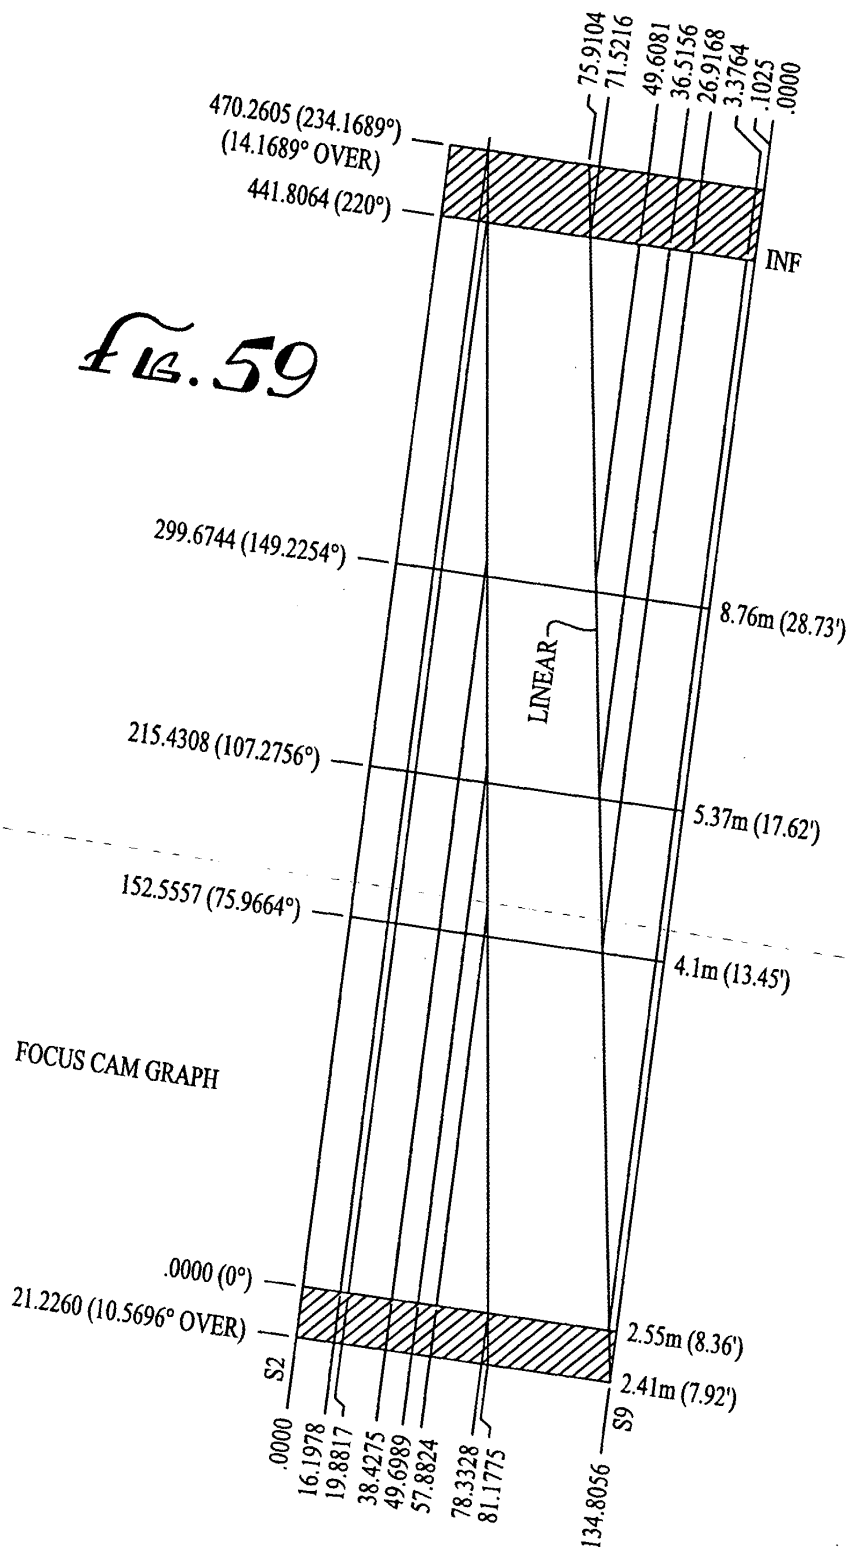 75.9104
71.5216
49.6081
36.5156
26.9168
3.3764
.1025
.0000
470.2605 (234.1689°)
(14.1689° OVER)
441.8064 (220°)
INF
FIG. 59
299.6744 (149.2254°)
8.76m (28.73')
LINEAR
215.4308 (107.2756°)
5.37m (17.62')
152.5557 (75.9664°)
4.1m (13.45')
FOCUS CAM GRAPH
.0000 (0°)
21.2260 (10.5696° OVER)
2.55m (8.36')
2.41m (7.92')
S2
S9
.0000
16.1978
19.8817
38.4275
49.6989
57.8824
78.3328
81.1775
134.8056